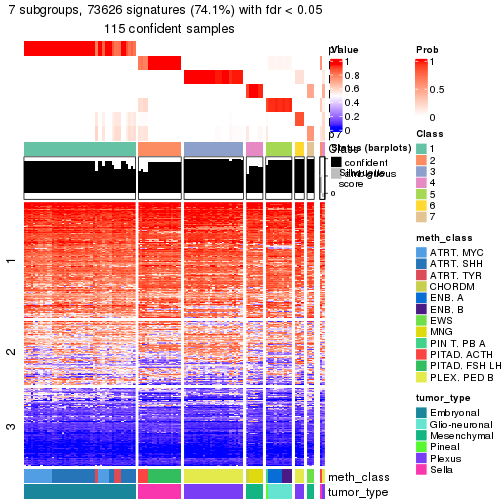 7 subgroups, 73626 signatures (74.1%) with fdr < 0.05
115 confident samples
p1
p7
Class
Silhouette
score
1
0
1
2
3
meth_class
tumor_type
Value
1
0.8
0.6
0.4
0.2
0
Status (barplots)
confident
ambiguous
Prob
1
0.5
0
Class
1
2
3
4
5
6
7
meth_class
ATRT. MYC
ATRT. SHH
ATRT. TYR
CHORDM
ENB. A
ENB. B
EWS
MNG
PIN T. PB A
PITAD. ACTH
PITAD. FSH LH
PLEX. PED B
tumor_type
Embryonal
Glio-neuronal
Mesenchymal
Pineal
Plexus
Sella